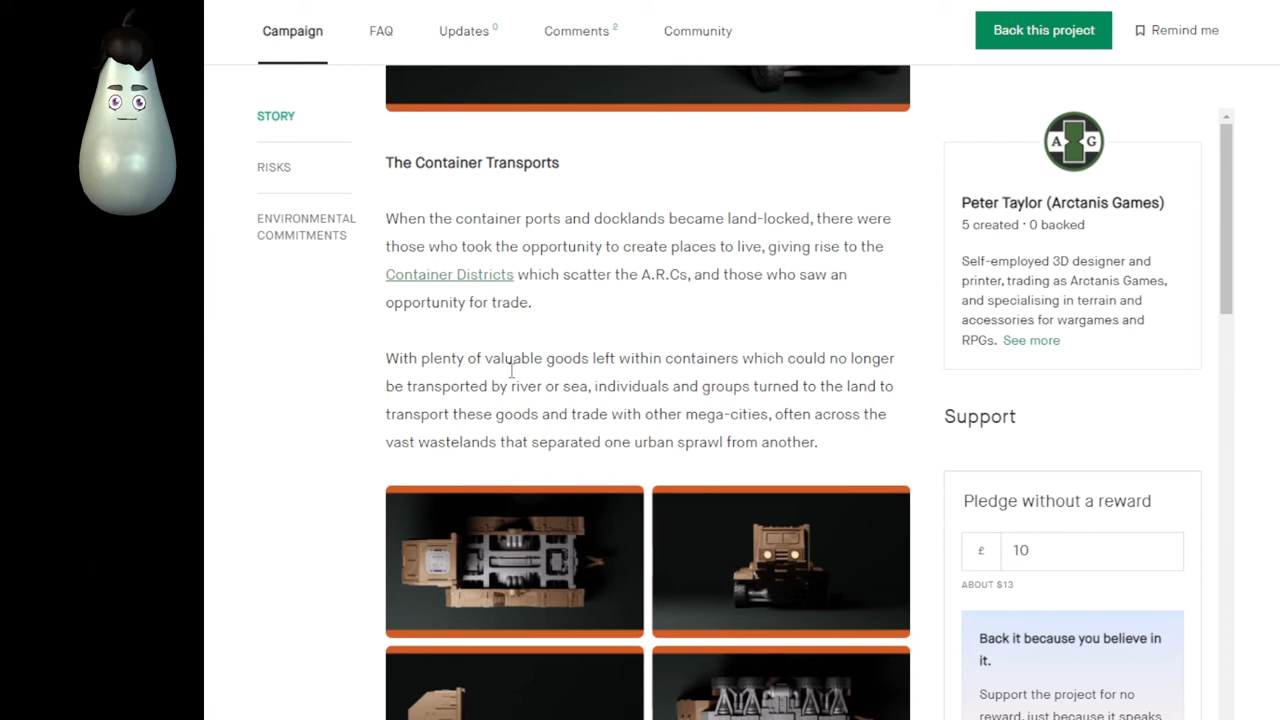 Campaign
FAQ
Updates 0
Comments 2
Community
Back this project
Remind me
STORY
RISKS
ENVIRONMENTAL
COMMITMENTS
The Container Transports
When the container ports and docklands became land-locked, there were
those who took the opportunity to create places to live, giving rise to the
Container Districts which scatter the A.R.Cs, and those who saw an
opportunity for trade.
With plenty of valuable goods left within containers which could no longer
be transported by river or sea, individuals and groups turned to the land to
transport these goods and trade with other mega-cities, often across the
vast wastelands that separated one urban sprawl from another.
A G
Peter Taylor (Arctanis Games)
5 created · 0 backed
Self-employed 3D designer and
printer, trading as Arctanis Games,
and specialising in terrain and
accessories for wargames and
RPGs. See more
Support
Pledge without a reward
£ 10
ABOUT $13
Back it because you believe in
it.
Support the project for no
reward, just because it speaks